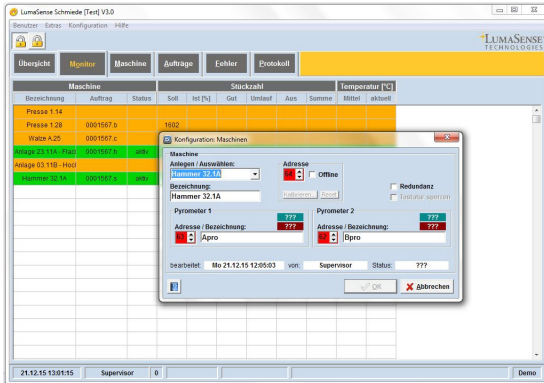 LumaSense Schmiede [Test] V3.0
Benutzer Extras Konfiguration Hilfe
LUMASENSE
TECHNOLOGIES
Übersicht Monitor Maschine Aufträge Fehler Protokoll
Maschine Stückzahl Temperatur [°C]
Bezeichnung Auftrag Status Soll Ist [%] Gut Umlauf Aus Summe Mittel aktuell
Presse 1.14
Presse 1.28 0001567.b 1602
Walze A.25 0001567.c
Anlage 23.11A - 0001567.h aktiv
Anlage 03.11B -
Hammer 32.1A 0001567.s aktiv
Konfiguration: Maschinen
Maschine
Anlegen / Auswählen: Adresse
Hammer 32.1A 64 Offline
Bezeichnung: Redundanz
Hammer 32.1A Kalibrieren... Reset Tastatur sperren
Pyrometer 1 ??? Pyrometer 2 ???
Adresse / Bezeichnung: ??? Adresse / Bezeichnung: ???
63 Apro Bpro
bearbeitet: Mo 21.12.15 12:05:03 von: Supervisor Status: ???
OK Abbrechen
21.12.15 13:01:15 Supervisor 0 Demo